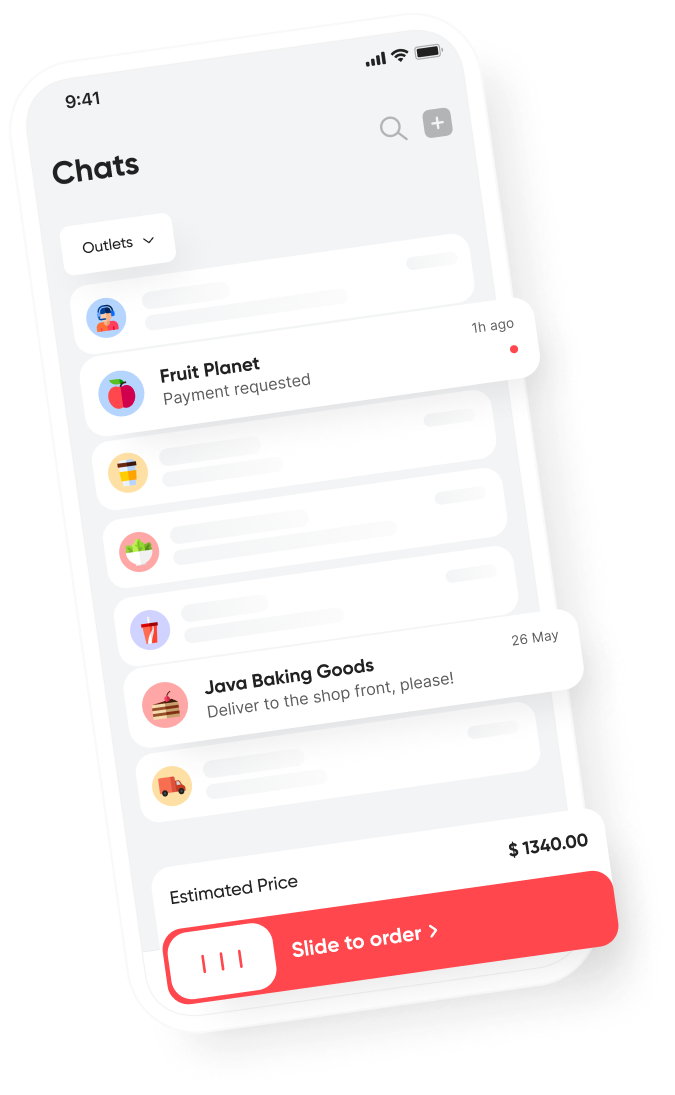 9:41
Chats
Outlets
Fruit Planet
1h ago
Payment requested
Java Baking Goods
26 May
Deliver to the shop front, please!
Estimated Price
$ 1340.00
Slide to order >